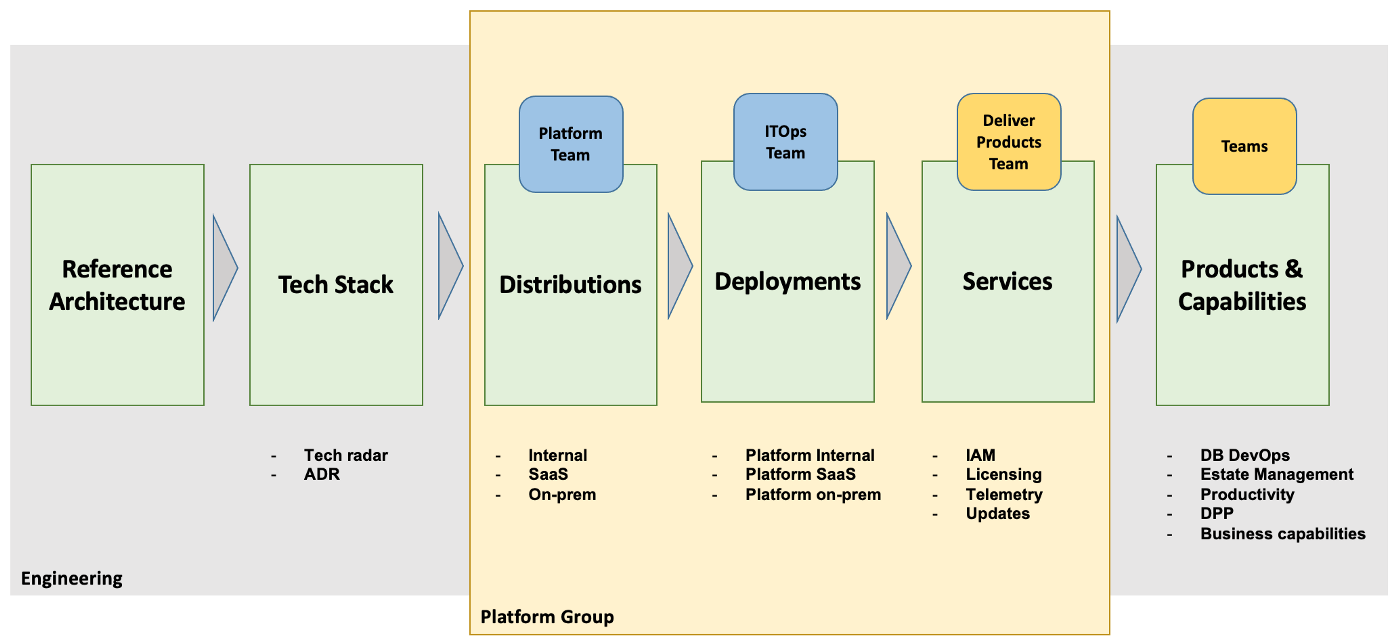 Platform
Team
ITOps
Team
Deliver
Products
Team
Teams
Reference
Architecture
Tech Stack
Distributions
Deployments
Services
Products &
Capabilities
- Tech radar
- ADR
- Internal
- SaaS
- On-prem
- Platform Internal
- Platform SaaS
- Platform on-prem
- IAM
- Licensing
- Telemetry
- Updates
- DB DevOps
- Estate Management
- Productivity
- DPP
- Business capabilities
Engineering
Platform Group